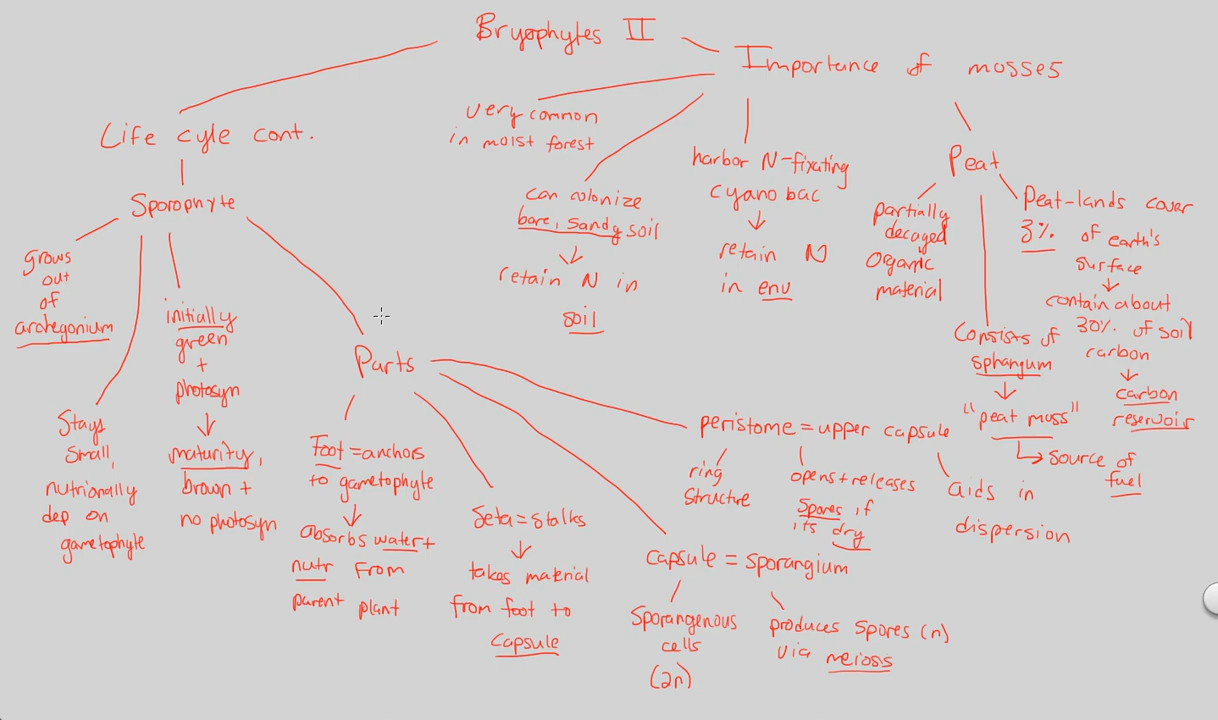 Bryophytes II
Life cyle cont.
Sporophyte
grows
out
of
archegonium
Stays
small,
nutrionally
dep on
gametophyte
initially
green
+
photosyn
maturity,
brown +
no photosyn
Parts
Foot = anchors
to gametophyte
absorbs water +
nutr from
parent plant
Seta = stalks
takes material
from foot to
capsule
capsule = sporangium
Sporangenous
cells
(2n)
produces spores (n)
via meiosis
peristome = upper capsule
ring
structure
opens + releases
spores if
its dry
aids in
dispersion
Importance of mosses
very common
in moist forest
can colonize
bare, sandy soil
retain N in
soil
harbor N-fixating
cyano bac
retain N
in env
Peat
partially
decayed
organic
material
Consists of
sphangum
"peat moss"
source of
fuel
Peat-lands cover
3% of earth's
surface
contain about
30% of soil
carbon
carbon
reservoir